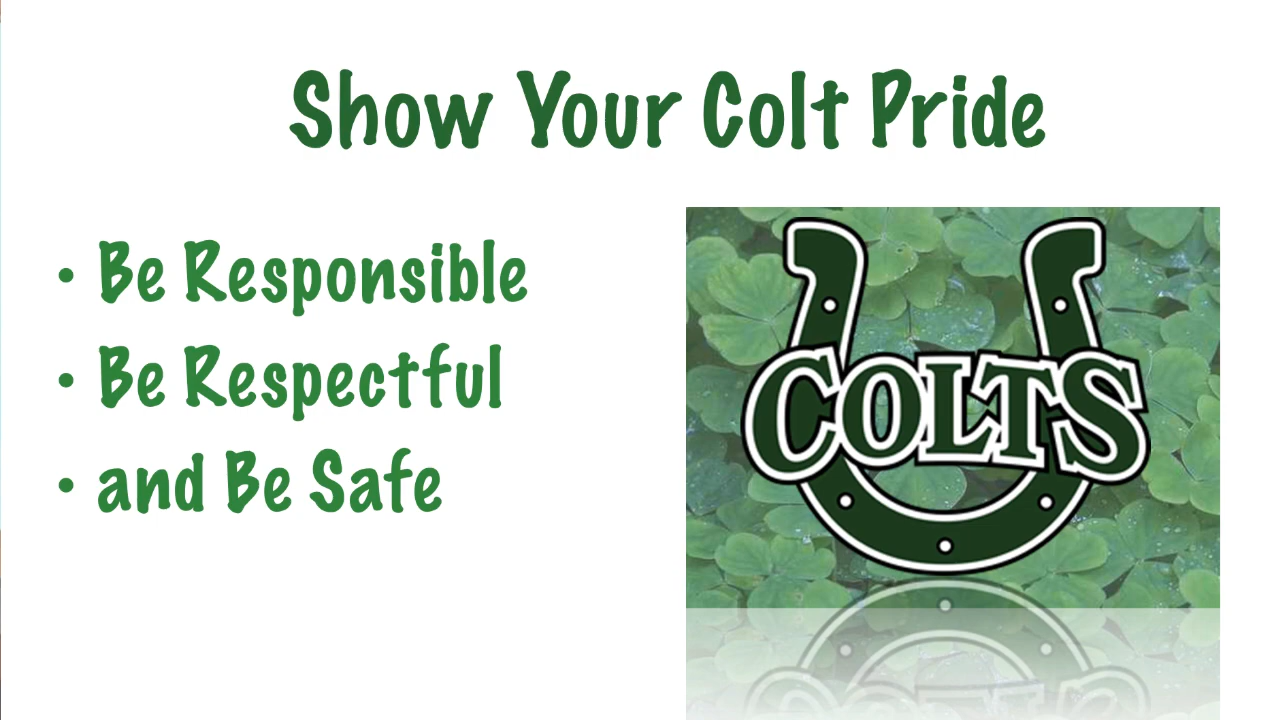 Show Your Colt Pride
• Be Responsible
• Be Respectful
• and Be Safe
COLTS